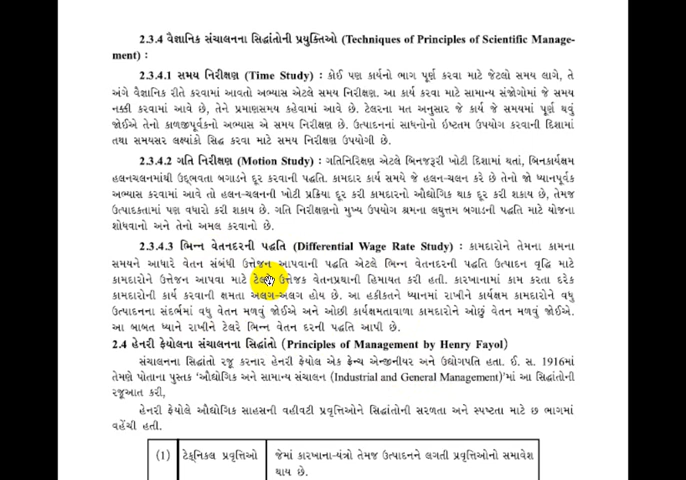 2.3.4 વૈજ્ઞાનિક સંચાલનના સિદ્ધાંતોની પ્રયુક્તિઓ (Techniques of Principles of Scientific Manage-
ment) :
2.3.4.1 સમય નિરીક્ષણ (Time Study) : કોઈ પણ કાર્યનો ભાગ પૂર્ણ કરવા માટે જેટલો સમય લાગે, તે
અંગે વૈજ્ઞાનિક રીતે કરવામાં આવતો અભ્યાસ એટલે સમય નિરીક્ષણ. આ કાર્ય કરવા માટે સામાન્ય સંજોગોમાં જે સમય
નક્કી કરવામાં આવે છે, તેને પ્રમાણસમય કહેવામાં આવે છે. ટેલરના મત અનુસાર જે કાર્ય જે સમયમાં પૂર્ણ થવું
જોઈએ તેનો કાળજીપૂર્વકનો અભ્યાસ એ સમય નિરીક્ષણ છે. ઉત્પાદનનાં સાધનોનો ઇષ્ટતમ ઉપયોગ કરવાની દિશામાં
તથા સમયસર લક્ષ્યાંકો સિદ્ધ કરવા માટે સમય નિરીક્ષણ ઉપયોગી છે.
2.3.4.2 ગતિ નિરીક્ષણ (Motion Study) : ગતિનિરિક્ષણ એટલે બિનજરૂરી ખોટી દિશામાં થતાં, બિનકાર્યક્ષમ
હલનચલનમાંથી ઉદ્ભવતા બગાડને દૂર કરવાની પદ્ધતિ. કામદાર કાર્ય સમયે જે હલન-ચલન કરે છે તેનો જો ધ્યાનપૂર્વક
અભ્યાસ કરવામાં આવે તો હલન-ચલનની ખોટી પ્રક્રિયા દૂર કરી કામદારનો ઔદ્યોગિક થાક દૂર કરી શકાય છે, તેમજ
ઉત્પાદકતામાં પણ વધારો કરી શકાય છે. ગતિ નિરીક્ષણનો મુખ્ય ઉપયોગ શ્રમના લઘુત્તમ બગાડની પદ્ધતિ માટે યોજના
શોધવાનો અને તેનો અમલ કરવાનો છે.
2.3.4.3 ભિન્ન વેતનદરની પદ્ધતિ (Differential Wage Rate Study) : કામદારોને તેમના કામના
સમયને આધારે વેતન સંબંધી ઉત્તેજન આપવાની પદ્ધતિ એટલે ભિન્ન વેતનદરની પદ્ધતિ ઉત્પાદન વૃદ્ધિ માટે
કામદારોને ઉત્તેજન આપવા માટે ટેલરે ઉત્તેજક વેતનપ્રથાની હિમાયત કરી હતી. કારખાનામાં કામ કરતા દરેક
કામદારોની કાર્ય કરવાની ક્ષમતા અલગ-અલગ હોય છે. આ હકીકતને ધ્યાનમાં રાખીને કાર્યક્ષમ કામદારોને વધુ
ઉત્પાદનના સંદર્ભમાં વધુ વેતન મળવું જોઈએ અને ઓછી કાર્યક્ષમતાવાળા કામદારોને ઓછું વેતન મળવું જોઈએ.
આ બાબત ધ્યાને રાખીને ટેલરે ભિન્ન વેતન દરની પદ્ધતિ આપી છે.
2.4 હેનરી ફેયોલના સંચાલનના સિદ્ધાંતો (Principles of Management by Henry Fayol)
સંચાલનના સિદ્ધાંતો રજૂ કરનાર હેનરી ફેયોલ એક ફ્રેન્ચ એન્જીનીયર અને ઉદ્યોગપતિ હતા. ઈ. સ. 1916માં
તેમણે પોતાના પુસ્તક ‘ઔદ્યોગિક અને સામાન્ય સંચાલન (Industrial and General Management)’માં આ સિદ્ધાંતોની
રજૂઆત કરી,
હેનરી ફેયોલે ઔદ્યોગિક સાહસની વહીવટી પ્રવૃત્તિઓને સિદ્ધાંતોની સરળતા અને સ્પષ્ટતા માટે છ ભાગમાં
વહેંચી હતી.
(1) ટેક્નિકલ પ્રવૃત્તિઓ જેમાં કારખાના-યંત્રો તેમજ ઉત્પાદનને લગતી પ્રવૃત્તિઓનો સમાવેશ
થાય છે.